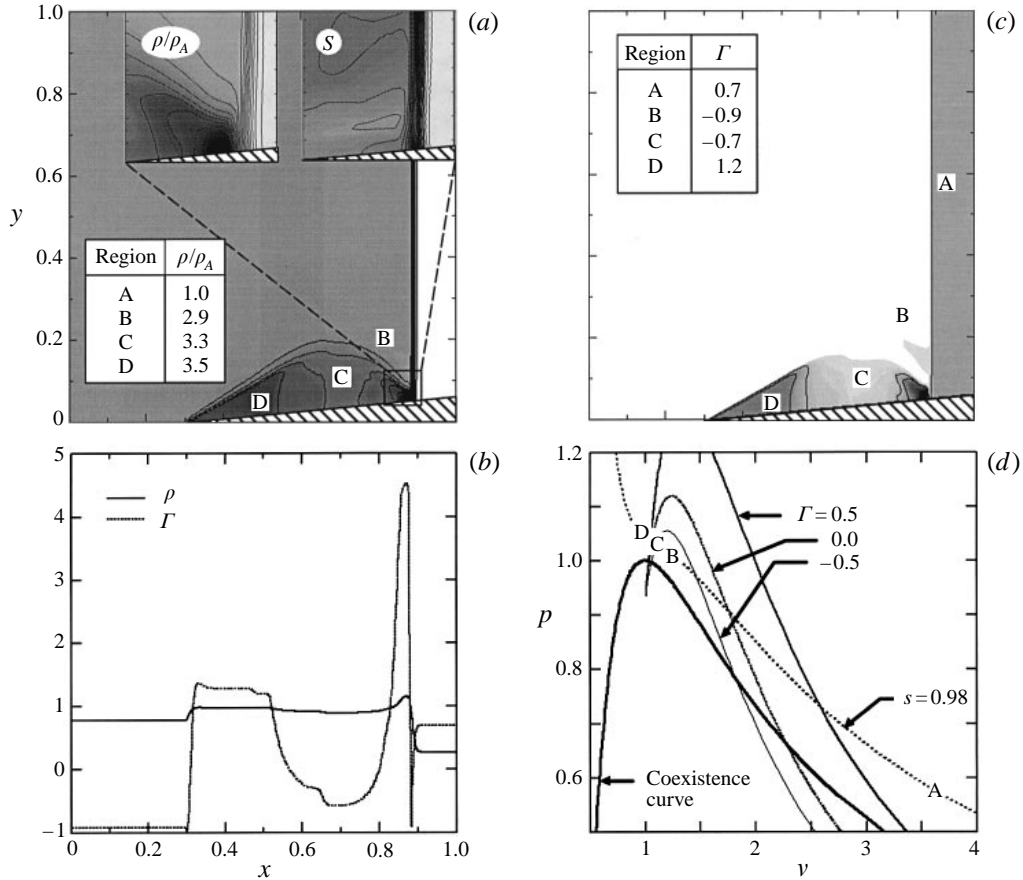 (a)
ρ/ρA
S
1.0
0.8
0.6
y
0.4
0.2
0
Region ρ/ρA
A 1.0
B 2.9
C 3.3
D 3.5
B
C
D
(c)
Region Γ
A 0.7
B –0.9
C –0.7
D 1.2
A
B
C
D
(b)
5
4
3
2
1
0
–1
ρ
Γ
0 0.2 0.4 0.6 0.8 1.0
x
(d)
1.2
1.0
p
0.8
0.6
Γ = 0.5
0.0
–0.5
D
C
B
s = 0.98
A
Coexistence
curve
1 2 3 4
v